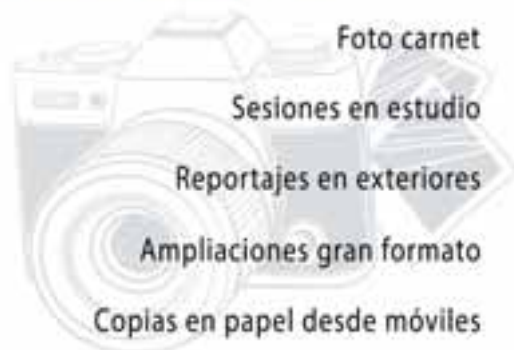 Foto carnet
Sesiones en estudio
Reportajes en exteriores
Ampliaciones gran formato
Copias en papel desde móviles